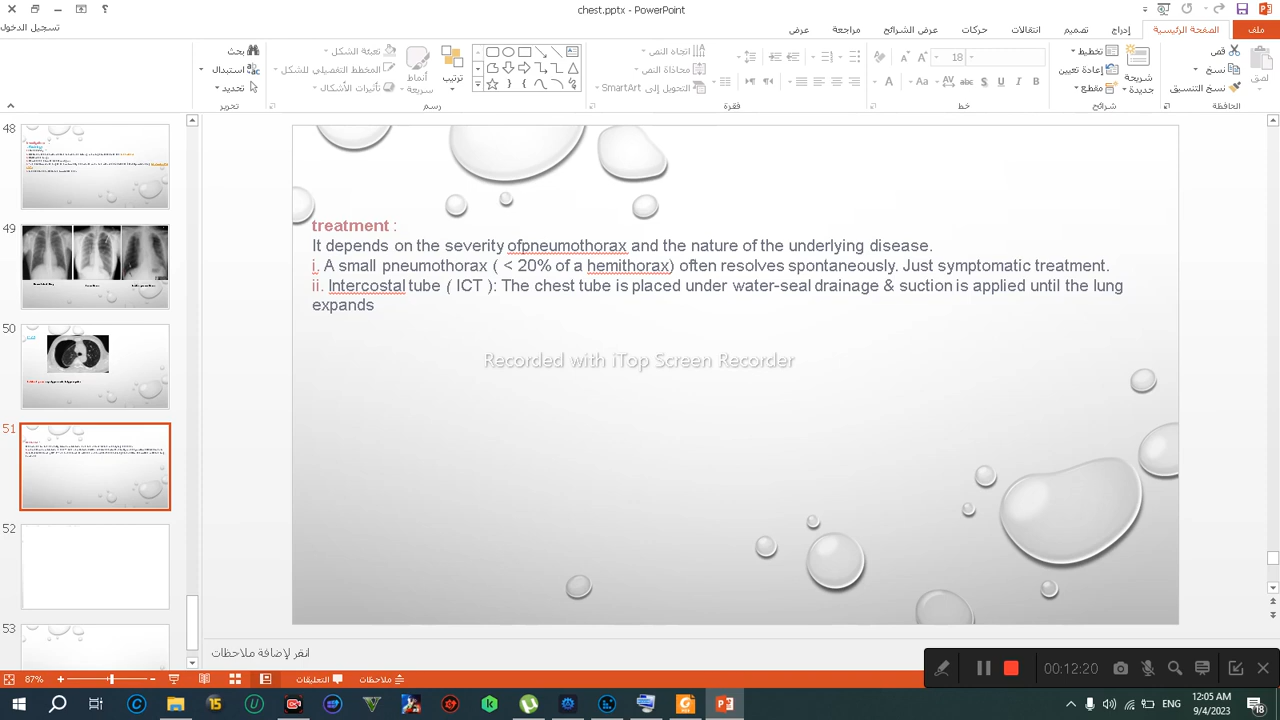 chest.pptx - PowerPoint
تسجيل الدخول
ملف
الصفحة الرئيسية
إدراج
تصميم
انتقالات
حركات
عرض الشرائح
مراجعة
عرض
لصق
قص
نسخ
نسخ التنسيق
الحافظة
شريحة جديدة
تخطيط
إعادة تعيين
مقطع
شرائح
18
خط
فقرة
اتجاه النص
محاذاة النص
التحويل إلى SmartArt
رسم
ترتيب
أنماط سريعة
تعبئة الشكل
المخطط التفصيلي للشكل
تأثيرات الأشكال
بحث
استبدال
تحديد
تحرير
48
49
50
51
52
53
treatment :
It depends on the severity ofpneumothorax and the nature of the underlying disease.
i. A small pneumothorax ( < 20% of a hemithorax) often resolves spontaneously. Just symptomatic treatment.
ii. Intercostal tube ( ICT ): The chest tube is placed under water-seal drainage & suction is applied until the lung
expands
Recorded with iTop Screen Recorder
انقر لإضافة ملاحظات
87%
التعليقات
ملاحظات
00:12:20
ENG
12:05 AM
9/4/2023
18